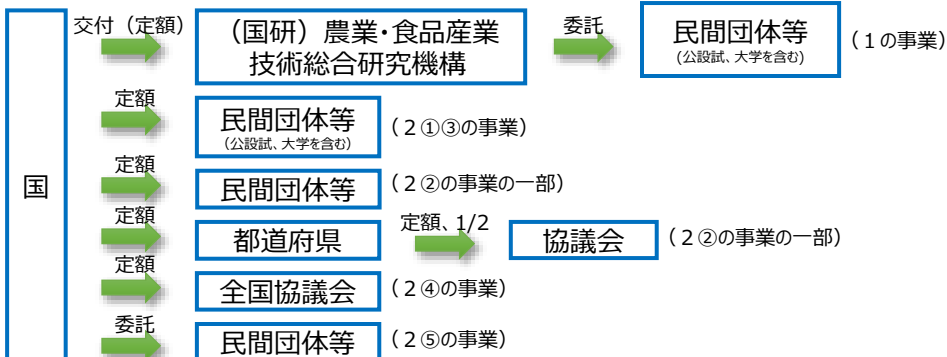 国
交付（定額）
（国研）農業・食品産業
技術総合研究機構
委託
民間団体等
(公設試、大学を含む)
（１の事業）
定額
民間団体等
(公設試、大学を含む)
（２①③の事業）
定額
民間団体等
（２②の事業の一部）
定額
都道府県
定額、1/2
協議会
（２②の事業の一部）
定額
全国協議会
（２④の事業）
委託
民間団体等
（２⑤の事業）